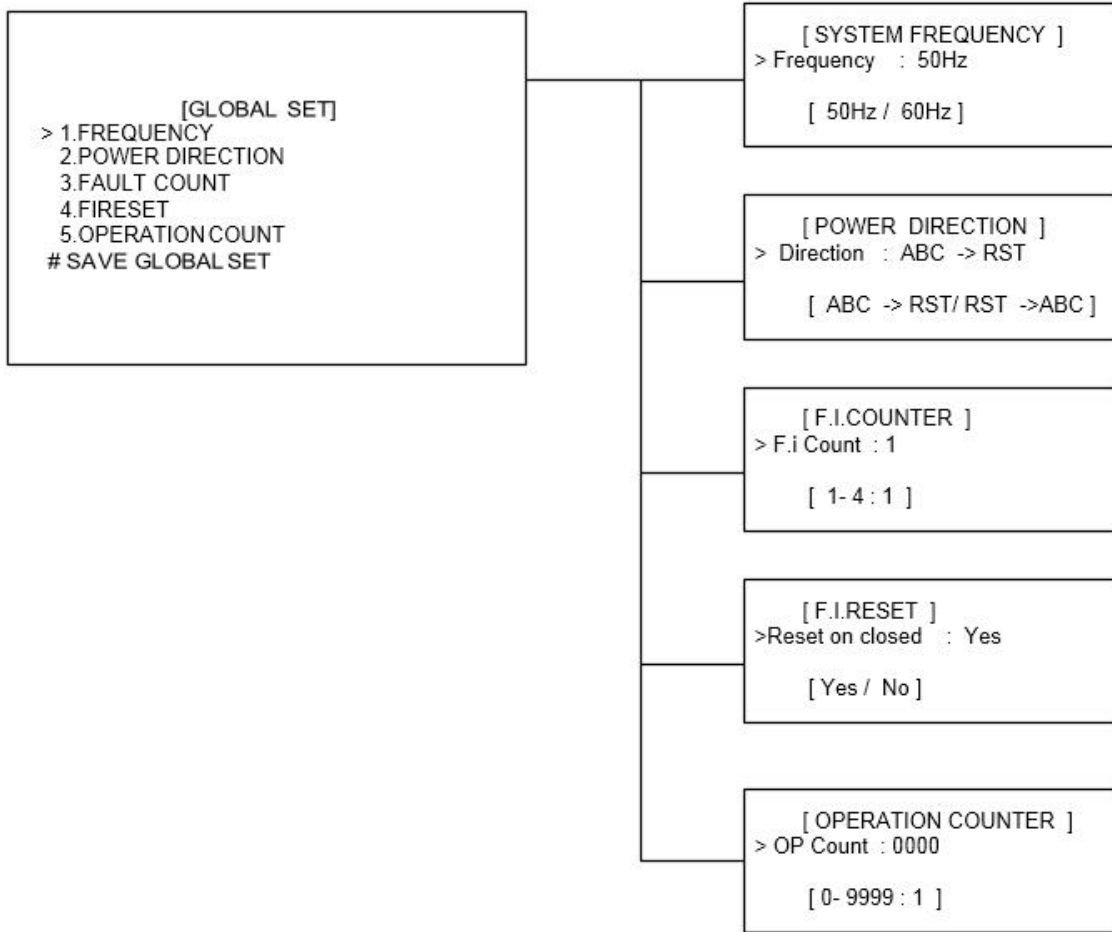 [GLOBAL SET]
> 1.FREQUENCY
2.POWER DIRECTION
3.FAULT COUNT
4.FIRESET
5.OPERATION COUNT
# SAVE GLOBAL SET
[ SYSTEM FREQUENCY ]
> Frequency : 50Hz
[ 50Hz / 60Hz ]
[ POWER DIRECTION ]
> Direction : ABC -> RST
[ ABC -> RST/ RST ->ABC ]
[ F.I.COUNTER ]
> F.i Count : 1
[ 1- 4 : 1 ]
[ F.I.RESET ]
>Reset on closed : Yes
[ Yes / No ]
[ OPERATION COUNTER ]
> OP Count : 0000
[ 0- 9999 : 1 ]